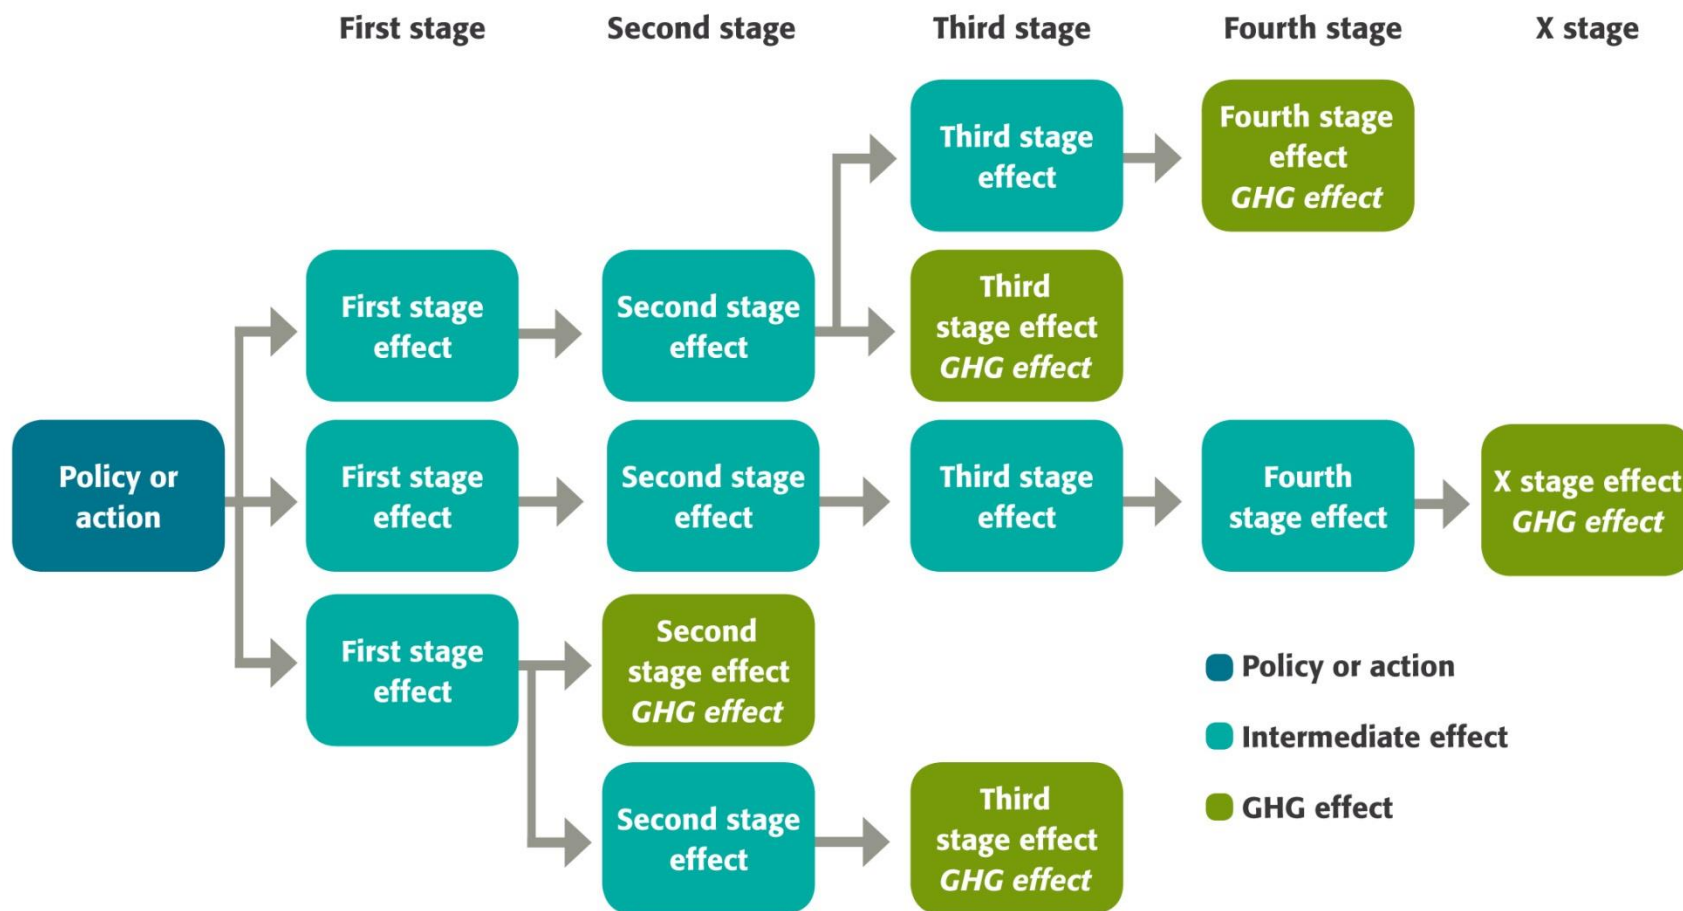 First stage
Second stage
Third stage
Fourth stage
X stage
Third stage
effect
Fourth stage
effect
GHG effect
First stage
effect
Second stage
effect
Third
stage effect
GHG effect
Policy or
action
First stage
effect
Second stage
effect
Third stage
effect
Fourth
stage effect
X stage effect
GHG effect
First stage
effect
Second
stage effect
GHG effect
Second stage
effect
Third
stage effect
GHG effect
Policy or action
Intermediate effect
GHG effect